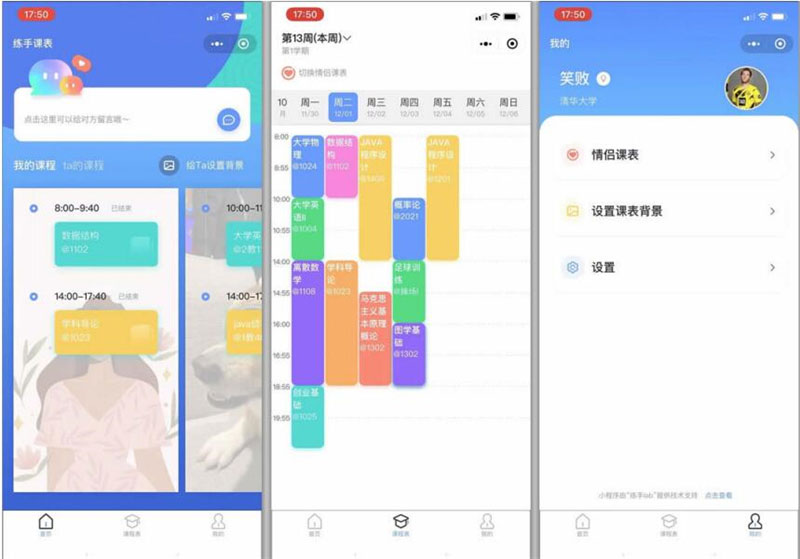 17:50
练手课表
点击这里可以给对方留言哦～
我的课程 ta的课程 给Ta设置背景
8:00-9:40 已结束
数据结构
@1102
14:00-17:40 已结束
学科导论
@1023
10:00-11:
大学英
@2教1
14:00-17:
java语
@1教4
首页 课程表 我的
17:50
第13周(本周)
第1学期
切换情侣课表
10月 周一 周二 周三 周四 周五 周六 周日
11/30 12/01 12/02 12/03 12/04 12/05 12/06
8:00
大学物理
@1024
数据结构
@1102
JAVA程序设计
@1405
JAVA程序设计
@1201
10:00
大学英语II
@1004
概率论
@2021
10:55
14:00
离散数学
@1108
学科导论
@1023
足球训练
@操场I
14:55
马克思主义基本原理概论
@1302
16:00
图学基础
@1302
16:55
18:55
创业基础
@1025
19:55
首页 课程表 我的
17:50
我的
笑败
清华大学
情侣课表
设置课表背景
设置
小程序由“练手lab”提供技术支持 点击查看
首页 课程表 我的